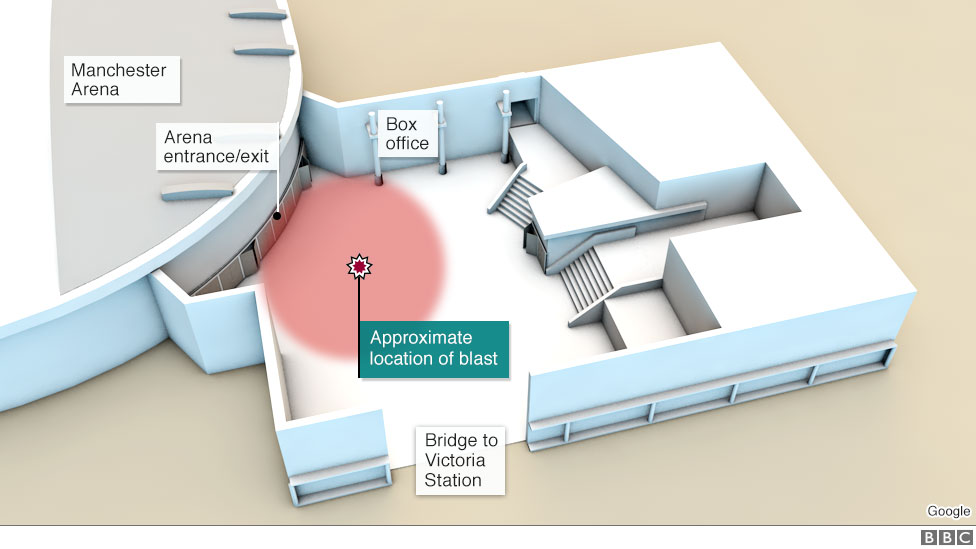 Manchester
Arena
Arena
entrance/exit
Box
office
Approximate
location of blast
Bridge to
Victoria
Station
Google
BBC